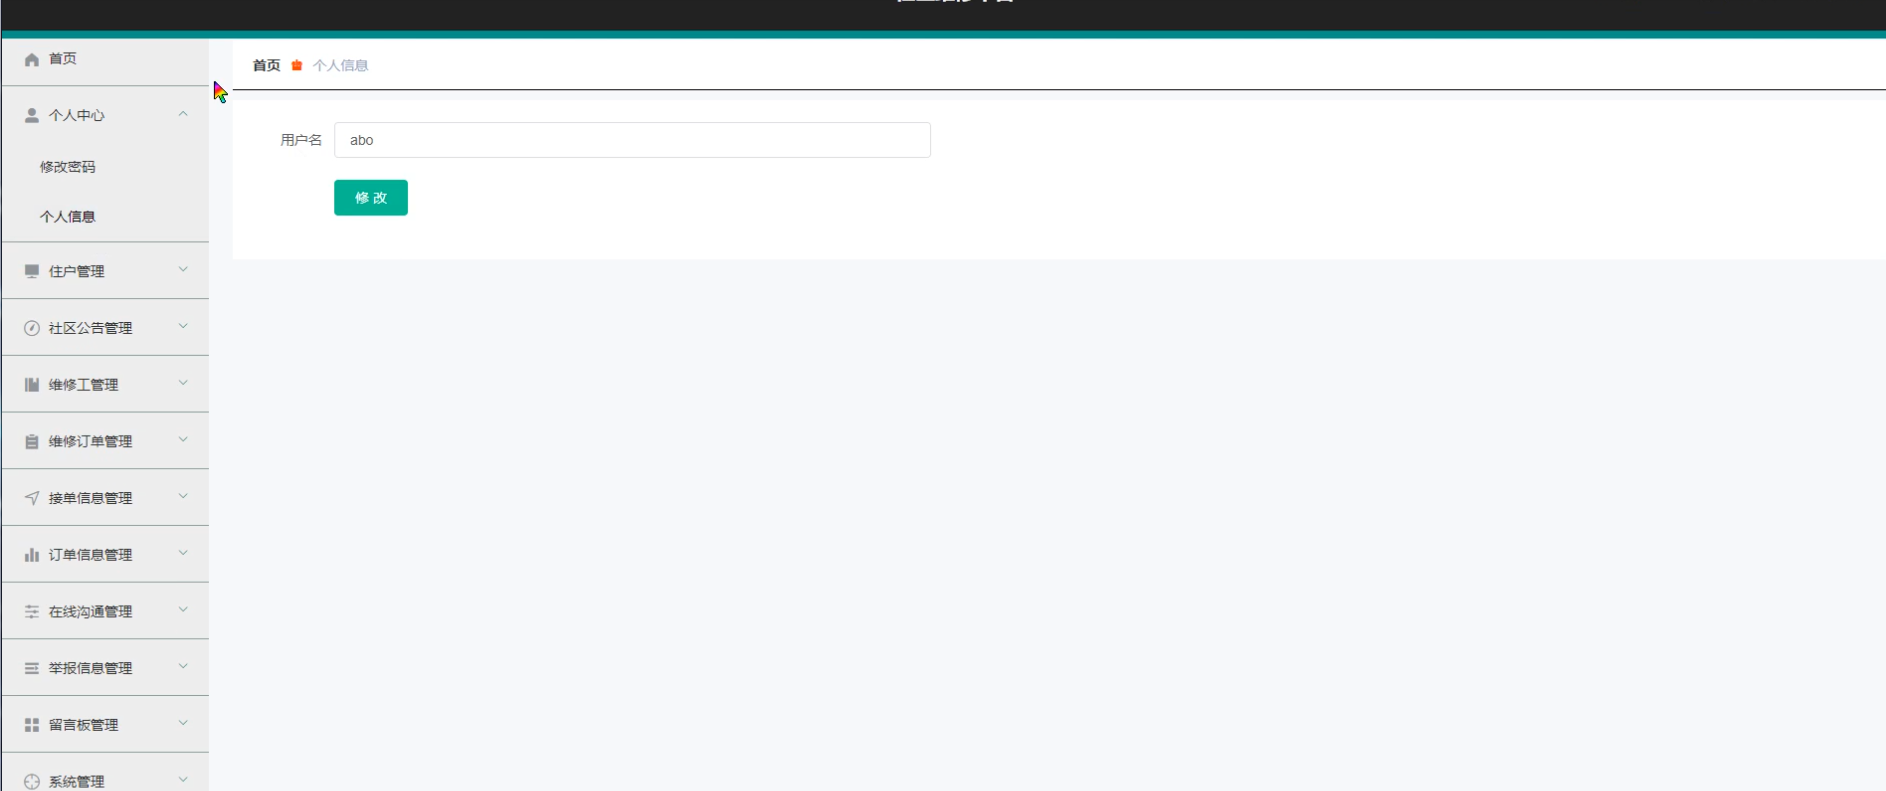 首页
个人中心
修改密码
个人信息
住户管理
社区公告管理
维修工管理
维修订单管理
接单信息管理
订单信息管理
在线沟通管理
举报信息管理
留言板管理
系统管理
首页 个人信息
用户名 abo
修 改